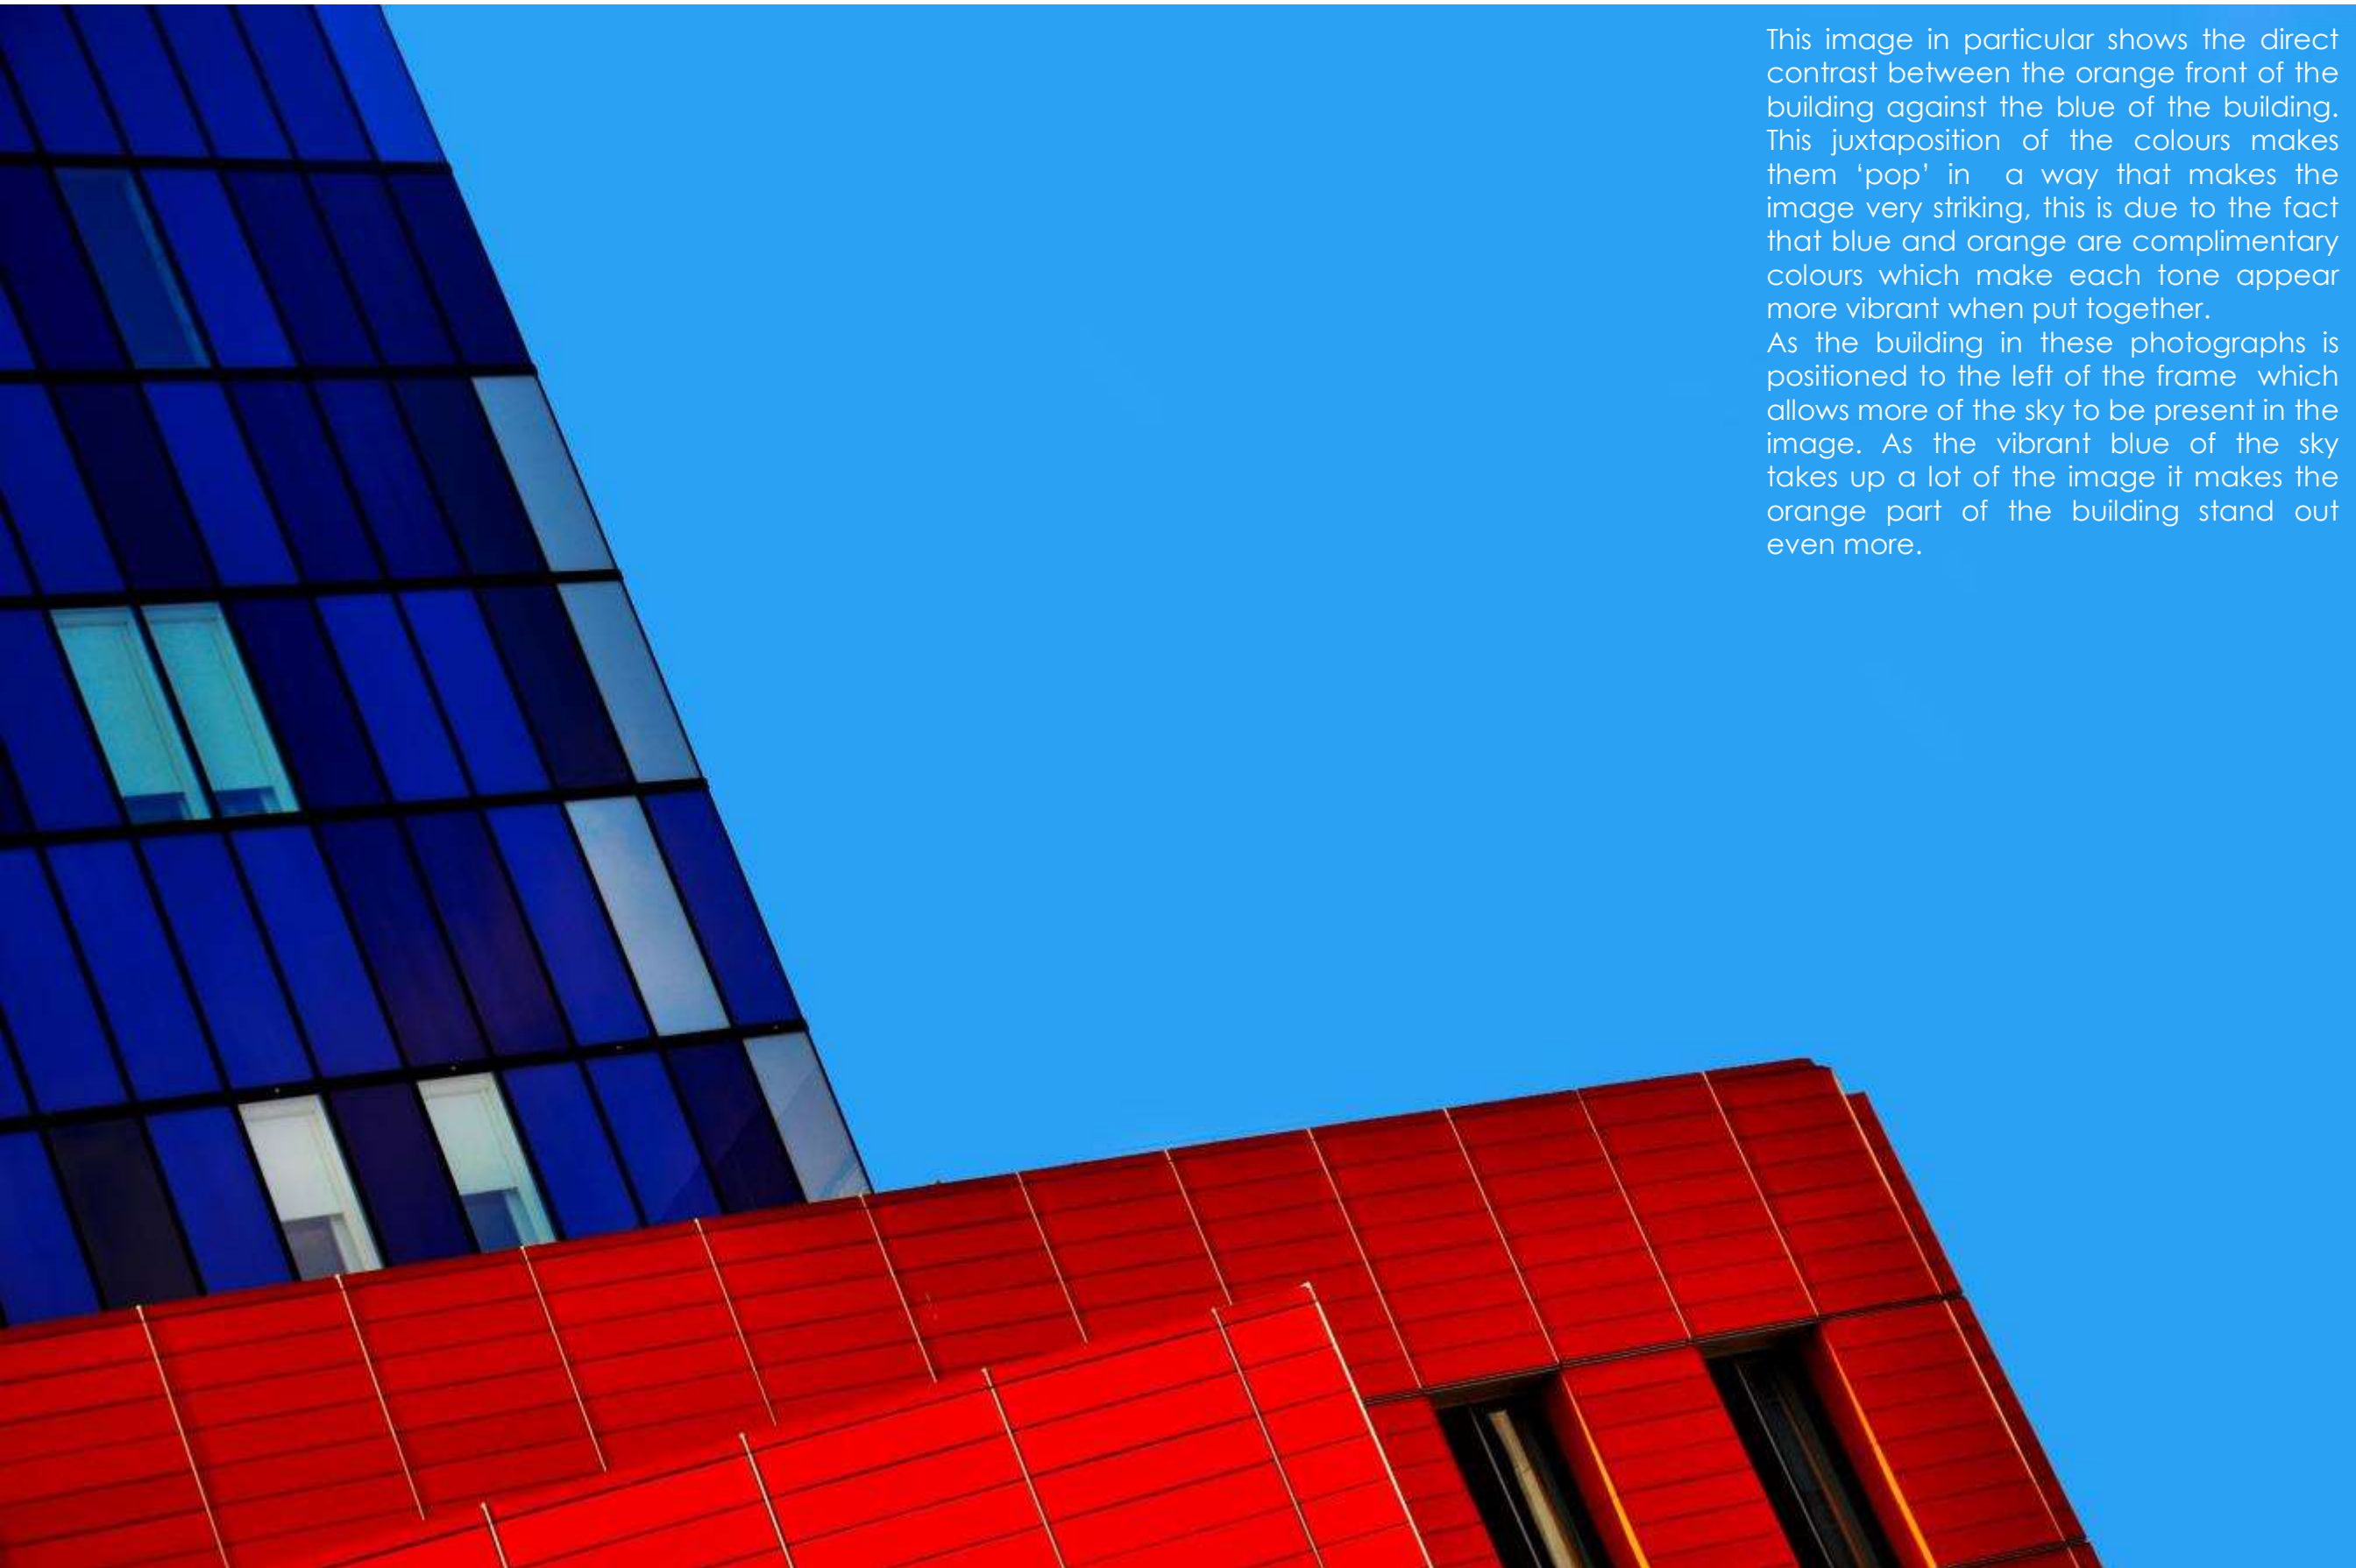 This image in particular shows the direct
contrast between the orange front of the
building against the blue of the building.
This juxtaposition of the colours makes
them ‘pop’ in a way that makes the
image very striking, this is due to the fact
that blue and orange are complimentary
colours which make each tone appear
more vibrant when put together.
As the building in these photographs is
positioned to the left of the frame which
allows more of the sky to be present in the
image. As the vibrant blue of the sky
takes up a lot of the image it makes the
orange part of the building stand out
even more.